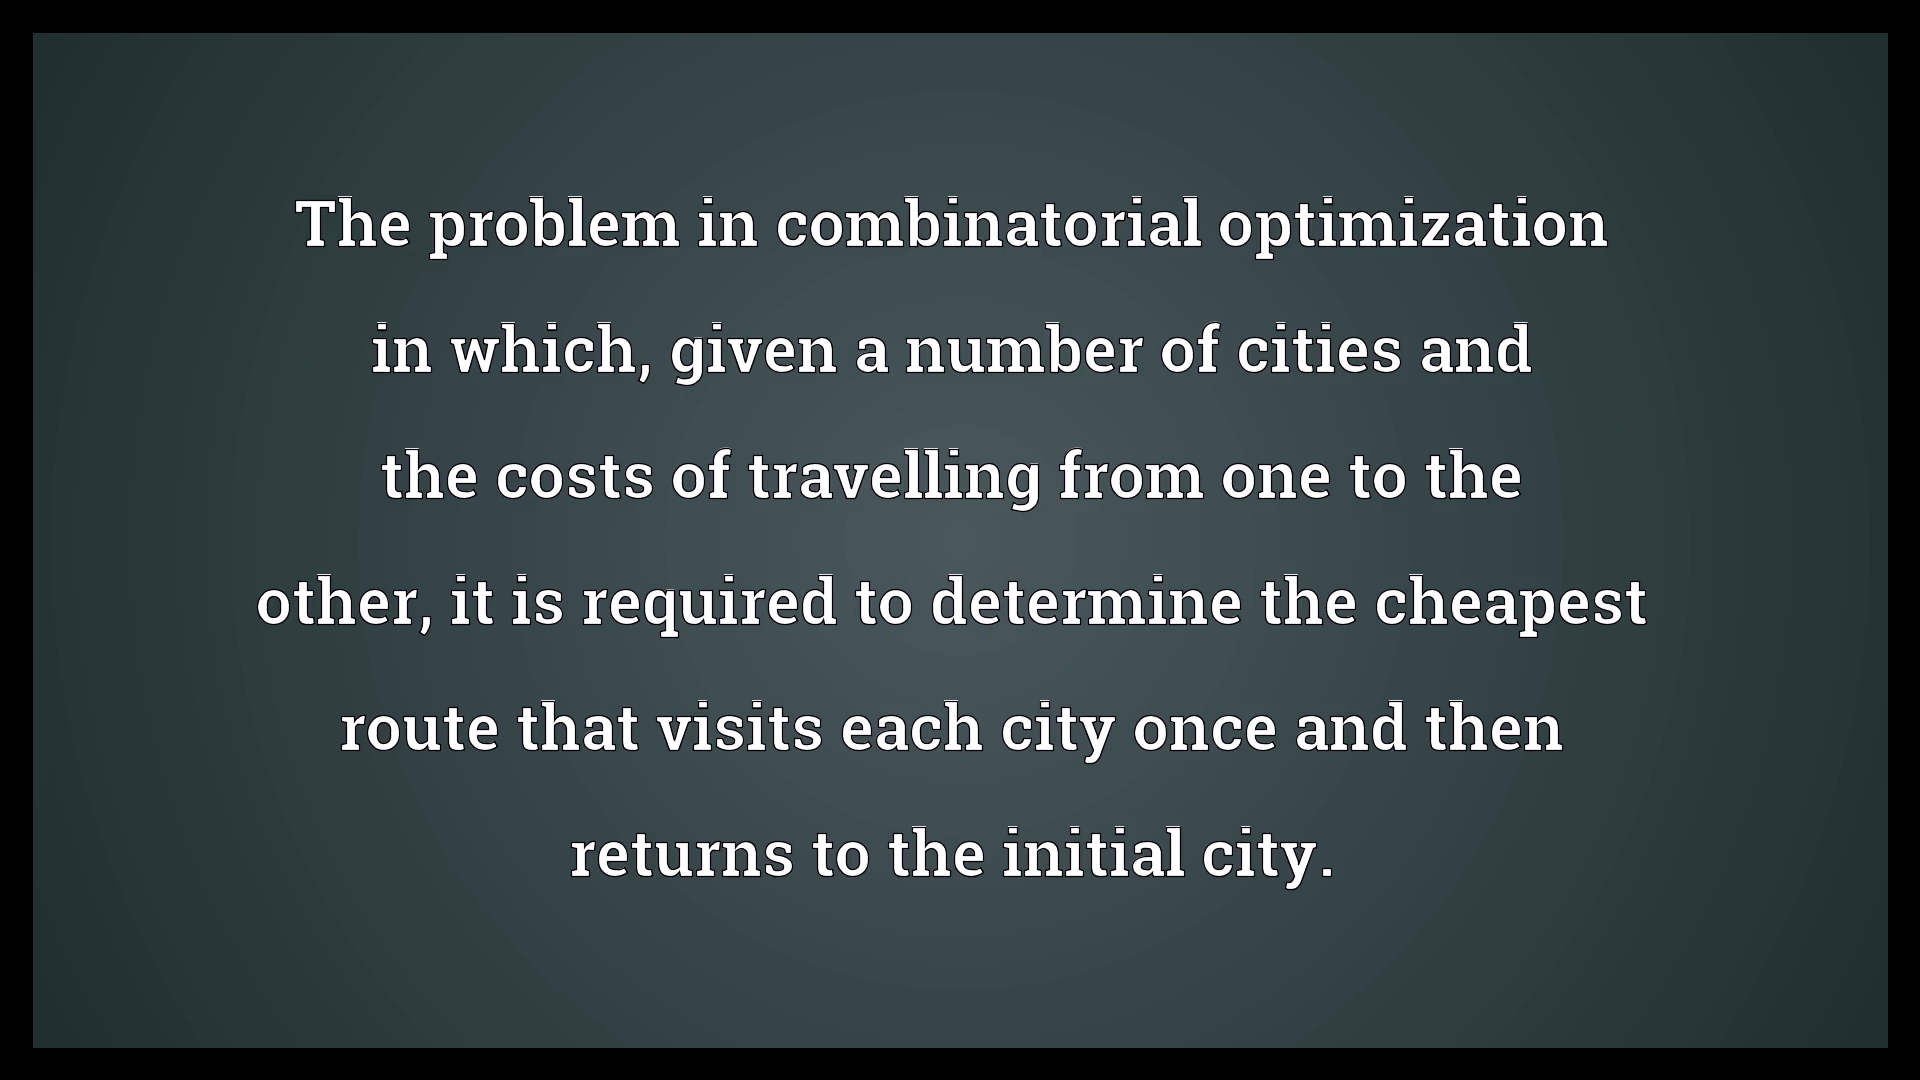 The problem in combinatorial optimization
in which, given a number of cities and
the costs of travelling from one to the
other, it is required to determine the cheapest
route that visits each city once and then
returns to the initial city.